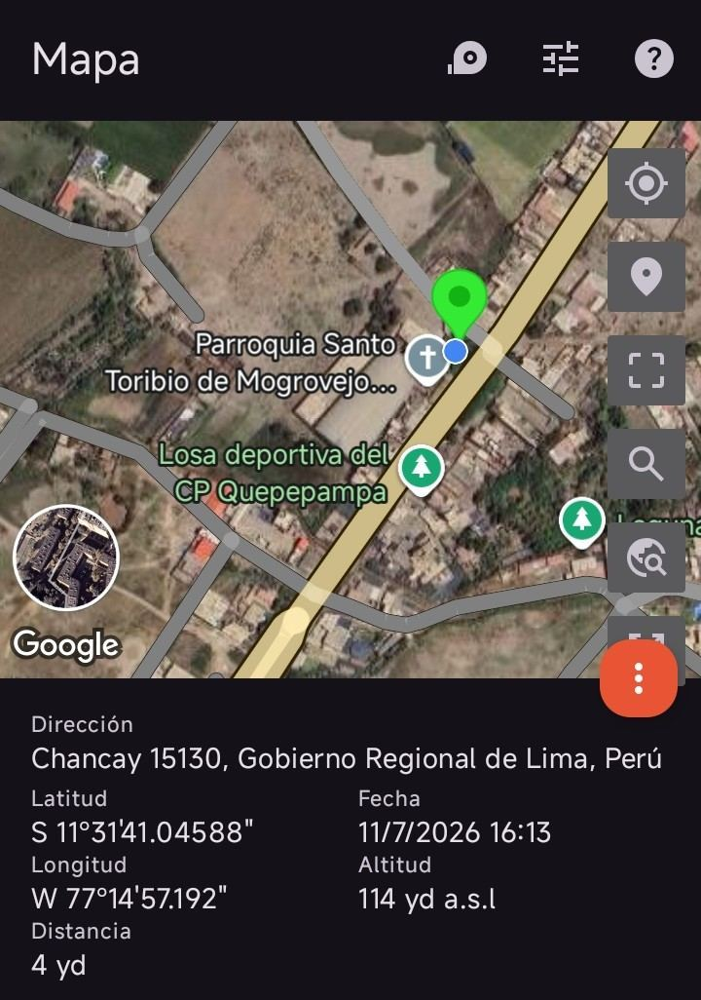 Mapa
Parroquia Santo
Toribio de Mogrovejo...
Losa deportiva del
CP Quepepampa
Google
Dirección
Chancay 15130, Gobierno Regional de Lima, Perú
Latitud
S 11°31'41.04588"
Fecha
11/7/2026 16:13
Longitud
W 77°14'57.192"
Altitud
114 yd a.s.l
Distancia
4 yd